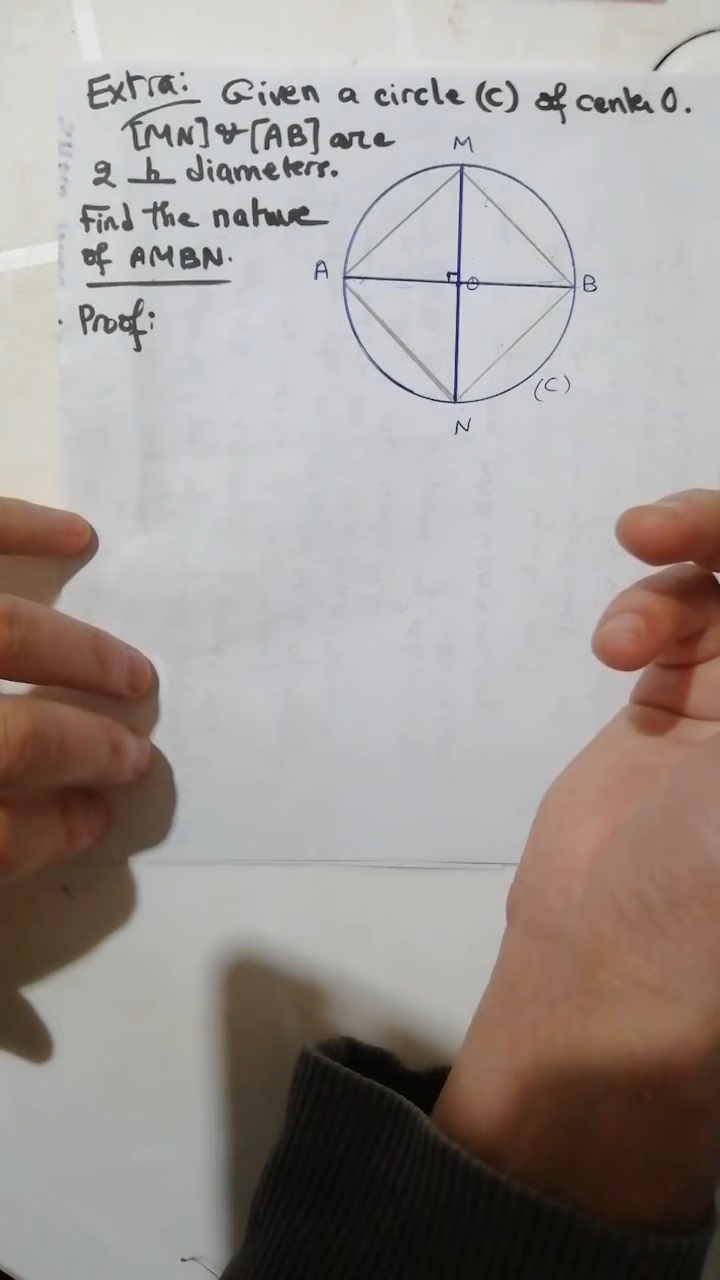 Extra: Given a circle (C) of center O.
[MN] & [AB] are
2 ⊥ diameters.
Find the nature
of AMBN.
. Proof:
M
A
O
B
(C)
N